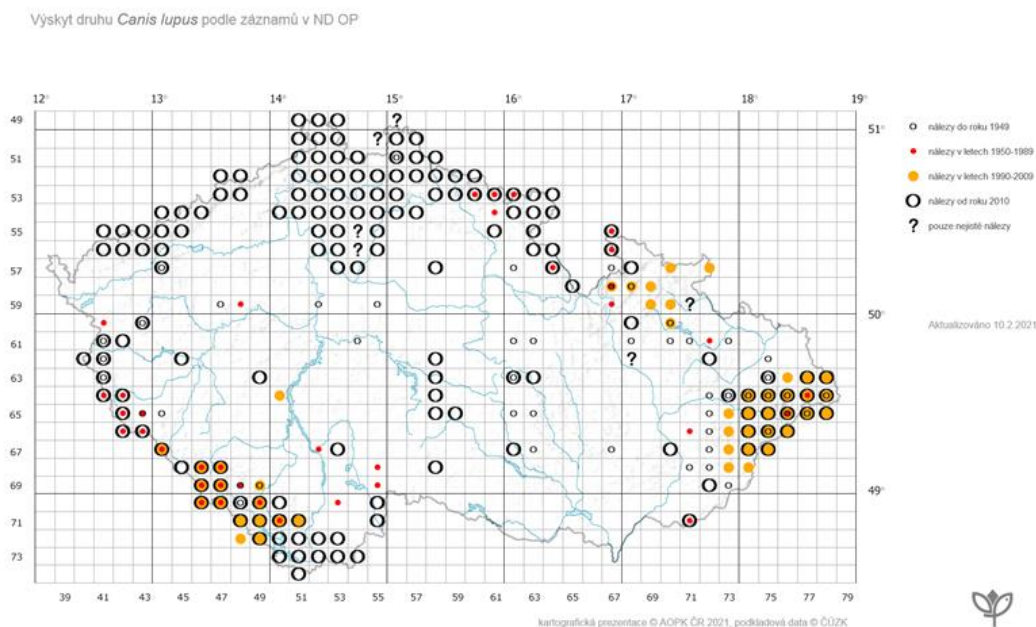 Výskyt druhu Canis lupus podle záznamů v ND OP
12° 13° 14° 15° 16° 17° 18° 19°
49 ? 51°
? nálezy do roku 1949
51
nálezy v letech 1950-1989
53 nálezy v letech 1990-2009
nálezy od roku 2010
55 ? ? pouze nejisté nálezy
?
57
59 ? 50°
Aktualizováno 10.2.2021
61
?
63
65
67
69 49°
71
73
39 41 43 45 47 49 51 53 55 57 59 61 63 65 67 69 71 73 75 77 79
kartografická prezentace © AOPK ČR 2021, podkladová data © ČÚZK